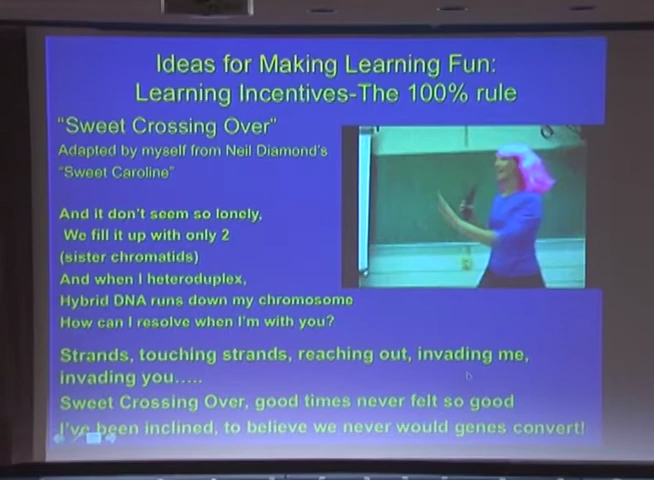 Ideas for Making Learning Fun:
Learning Incentives-The 100% rule
"Sweet Crossing Over"
Adapted by myself from Neil Diamond's
"Sweet Caroline"
And it don't seem so lonely,
We fill it up with only 2
(sister chromatids)
And when I heteroduplex,
Hybrid DNA runs down my chromosome
How can I resolve when I'm with you?
Strands, touching strands, reaching out, invading me,
invading you.....
Sweet Crossing Over, good times never felt so good
I've been inclined, to believe we never would genes convert!